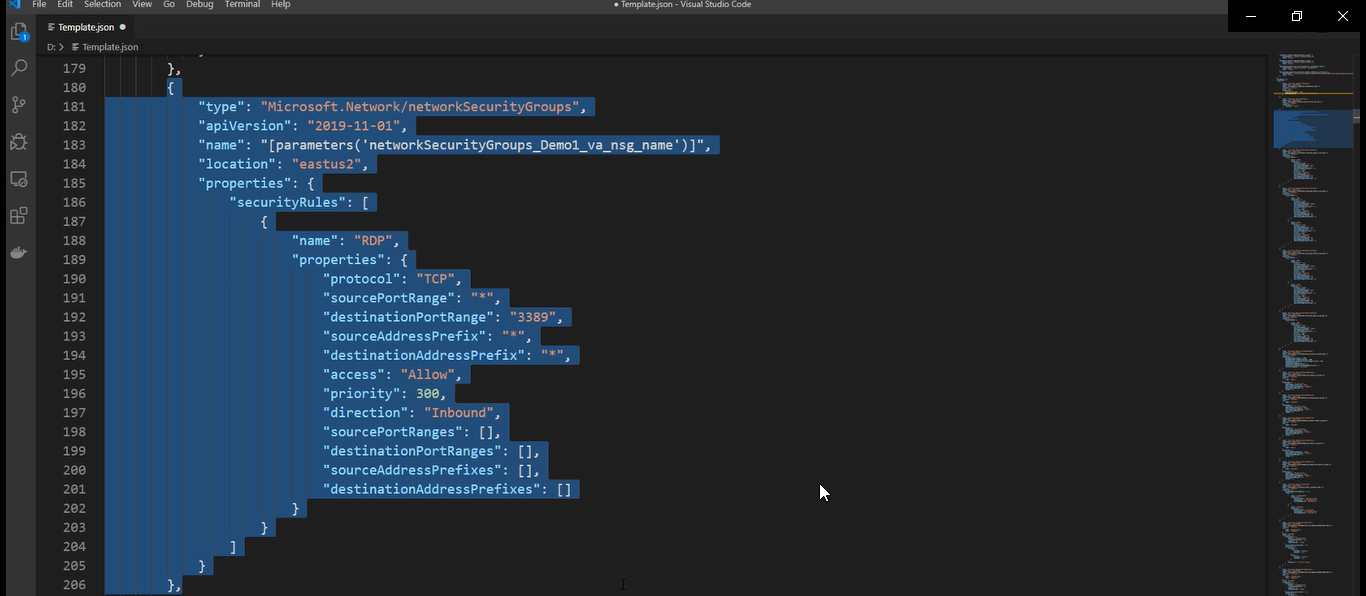 File Edit Selection View Go Debug Terminal Help
● Template.json - Visual Studio Code
Template.json ●
D: > Template.json
1
179 },
180 {
181 "type": "Microsoft.Network/networkSecurityGroups",
182 "apiVersion": "2019-11-01",
183 "name": "[parameters('networkSecurityGroups_Demo1_va_nsg_name')]",
184 "location": "eastus2",
185 "properties": {
186 "securityRules": [
187 {
188 "name": "RDP",
189 "properties": {
190 "protocol": "TCP",
191 "sourcePortRange": "*",
192 "destinationPortRange": "3389",
193 "sourceAddressPrefix": "*",
194 "destinationAddressPrefix": "*",
195 "access": "Allow",
196 "priority": 300,
197 "direction": "Inbound",
198 "sourcePortRanges": [],
199 "destinationPortRanges": [],
200 "sourceAddressPrefixes": [],
201 "destinationAddressPrefixes": []
202 }
203 }
204 ]
205 }
206 },